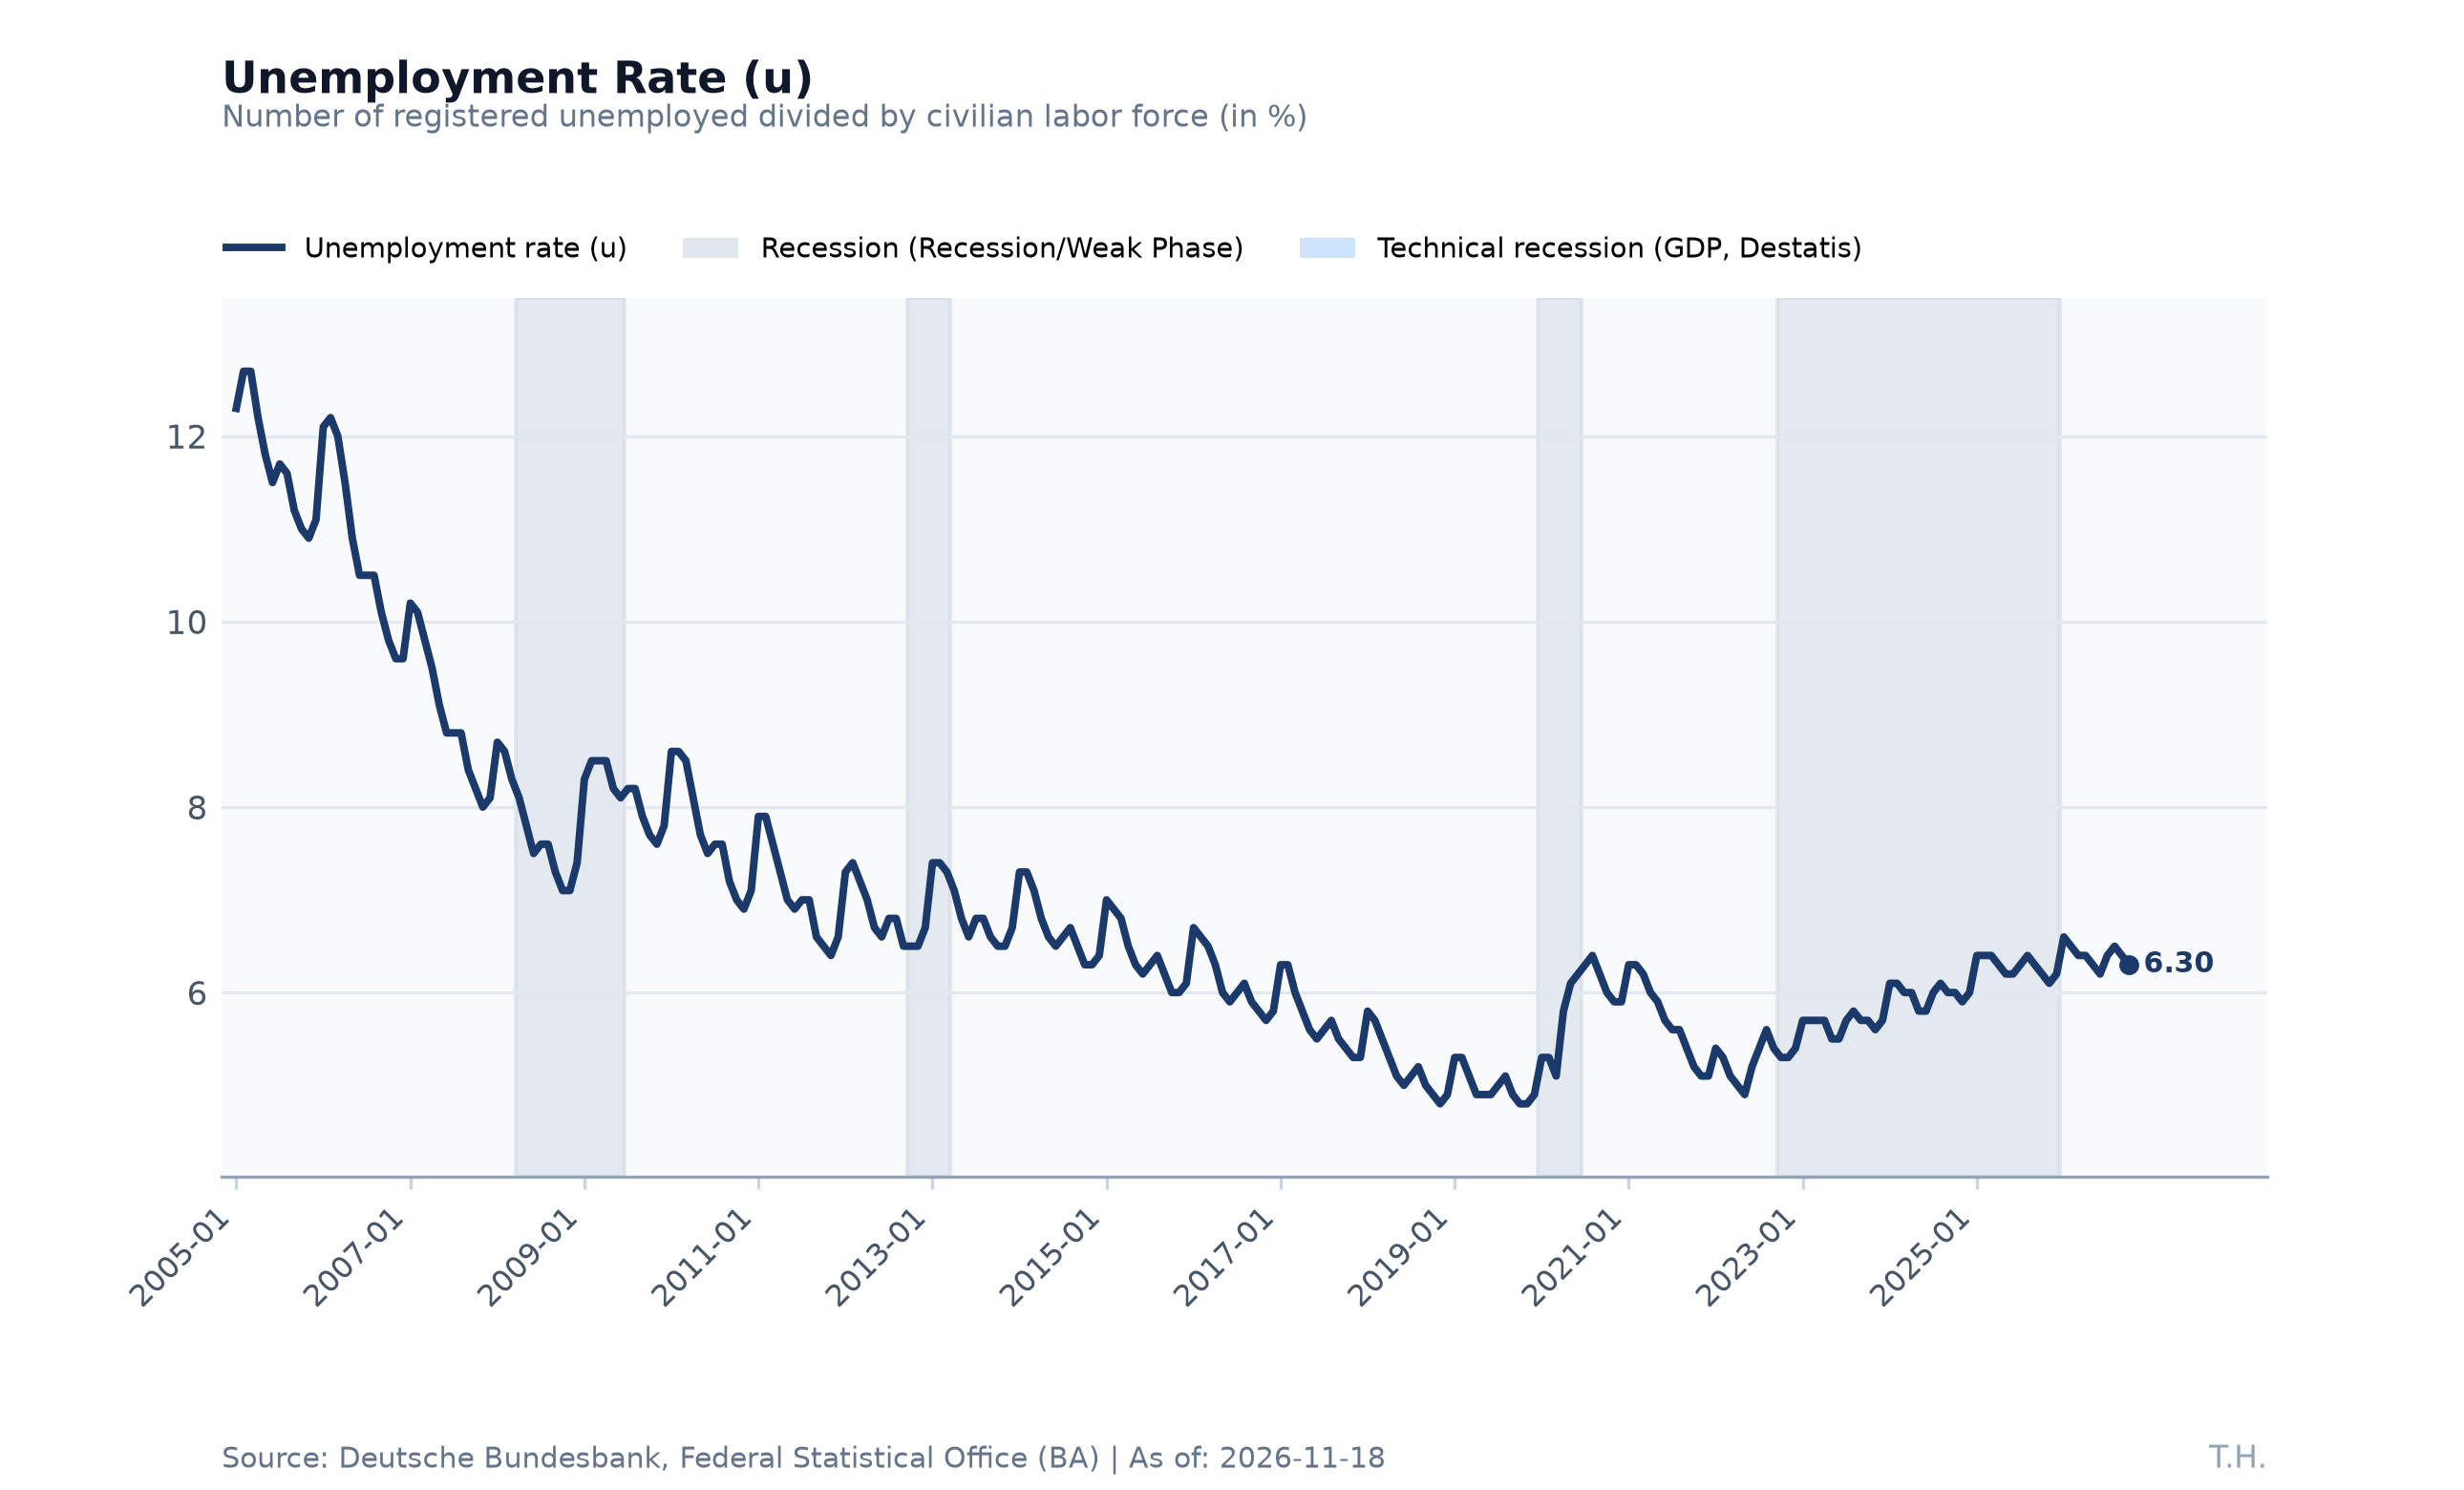 Unemployment Rate (u)
Number of registered unemployed divided by civilian labor force (in %)
Unemployment rate (u)
Recession (Recession/Weak Phase)
Technical recession (GDP, Destatis)
12
10
8
6
6.30
2005-01
2007-01
2009-01
2011-01
2013-01
2015-01
2017-01
2019-01
2021-01
2023-01
2025-01
Source: Deutsche Bundesbank, Federal Statistical Office (BA) | As of: 2026-11-18
T.H.